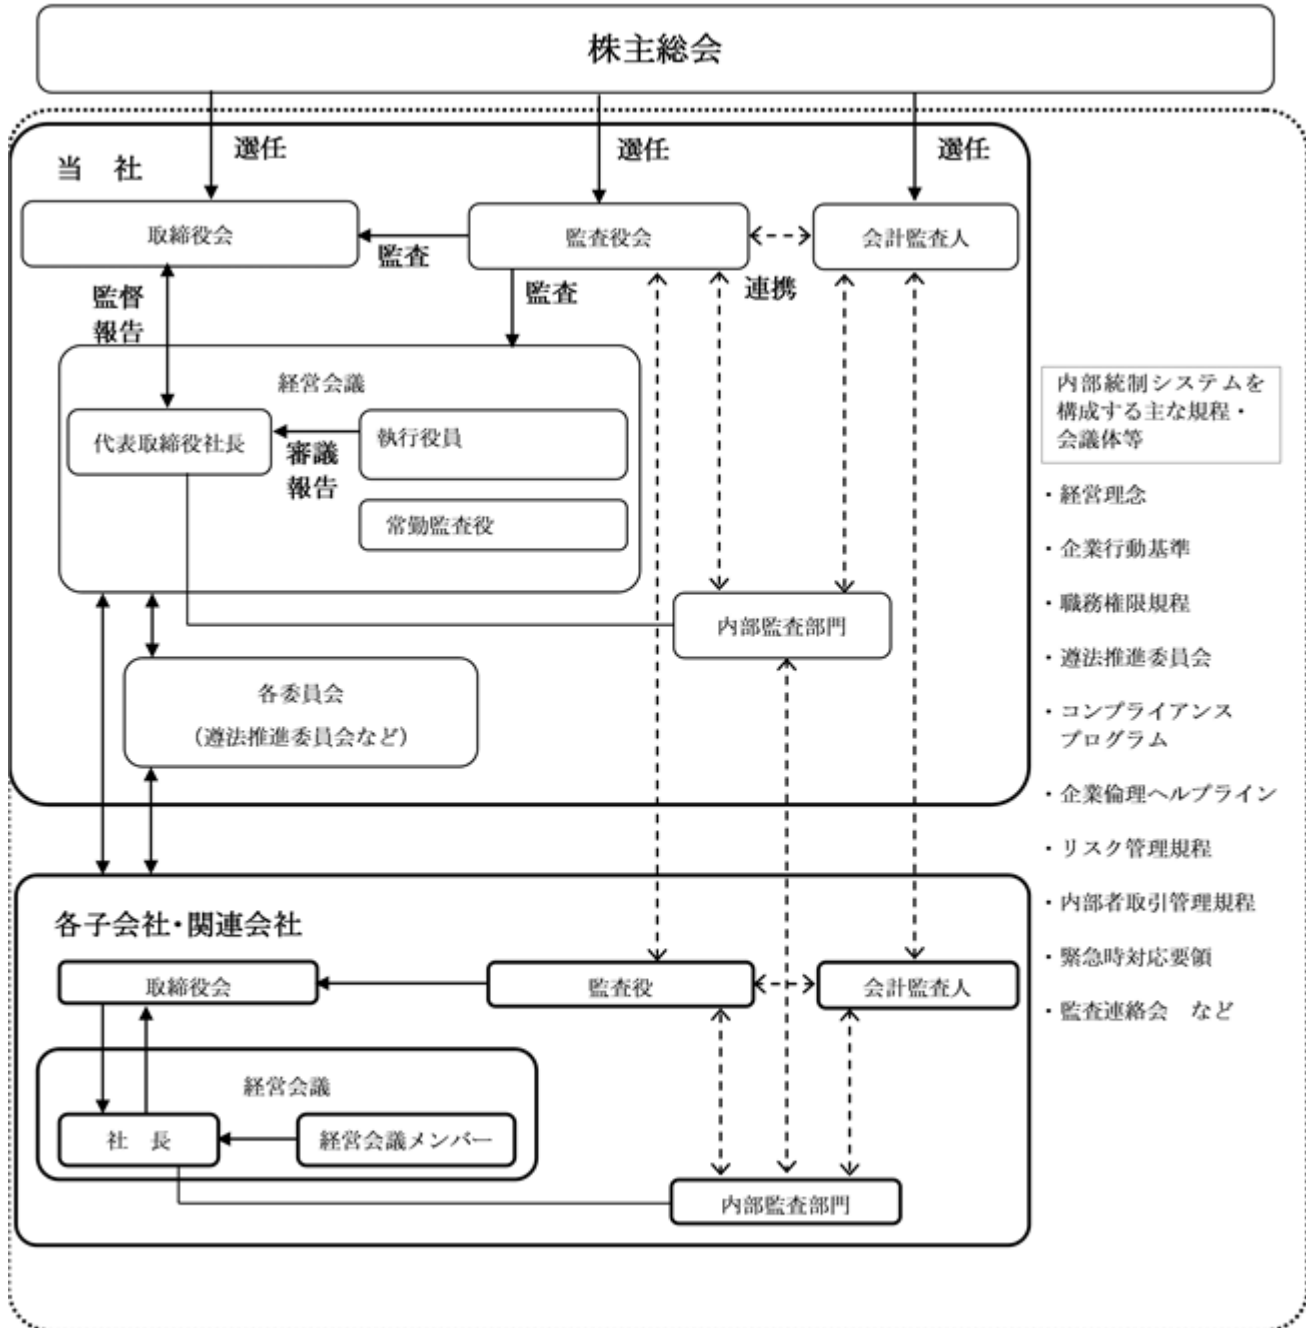 株主総会
選任
選任
選任
当　社
取締役会
監査役会
会計監査人
監査
監督
報告
監査
連携
経営会議
代表取締役社長
執行役員
審議
報告
常勤監査役
内部監査部門
各委員会
（遵法推進委員会など）
内部統制システムを
構成する主な規程・
会議体等
・経営理念
・企業行動基準
・職務権限規程
・遵法推進委員会
・コンプライアンス
プログラム
・企業倫理ヘルプライン
・リスク管理規程
・内部者取引管理規程
・緊急時対応要領
・監査連絡会　など
各子会社・関連会社
取締役会
監査役
会計監査人
経営会議
社　長
経営会議メンバー
内部監査部門